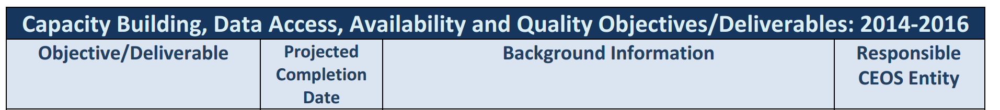 Capacity Building, Data Access, Availability and Quality Objectives/Deliverables: 2014-2016
Objective/Deliverable
Projected
Completion
Date
Background Information
Responsible
CEOS Entity